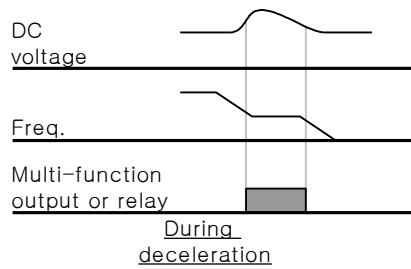 DC
voltage
Freq.
Multi-function
output or relay
During
deceleration